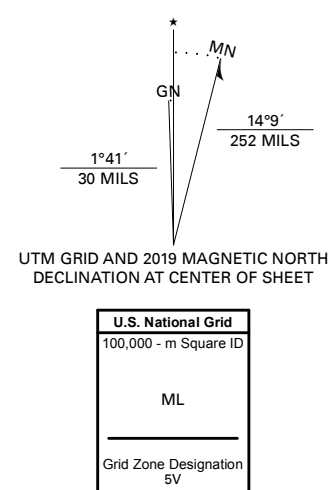 ★
MN
GN
14°9´
252 MILS
1°41´
30 MILS
UTM GRID AND 2019 MAGNETIC NORTH
DECLINATION AT CENTER OF SHEET
U.S. National Grid
100,000 - m Square ID
ML
Grid Zone Designation
5V